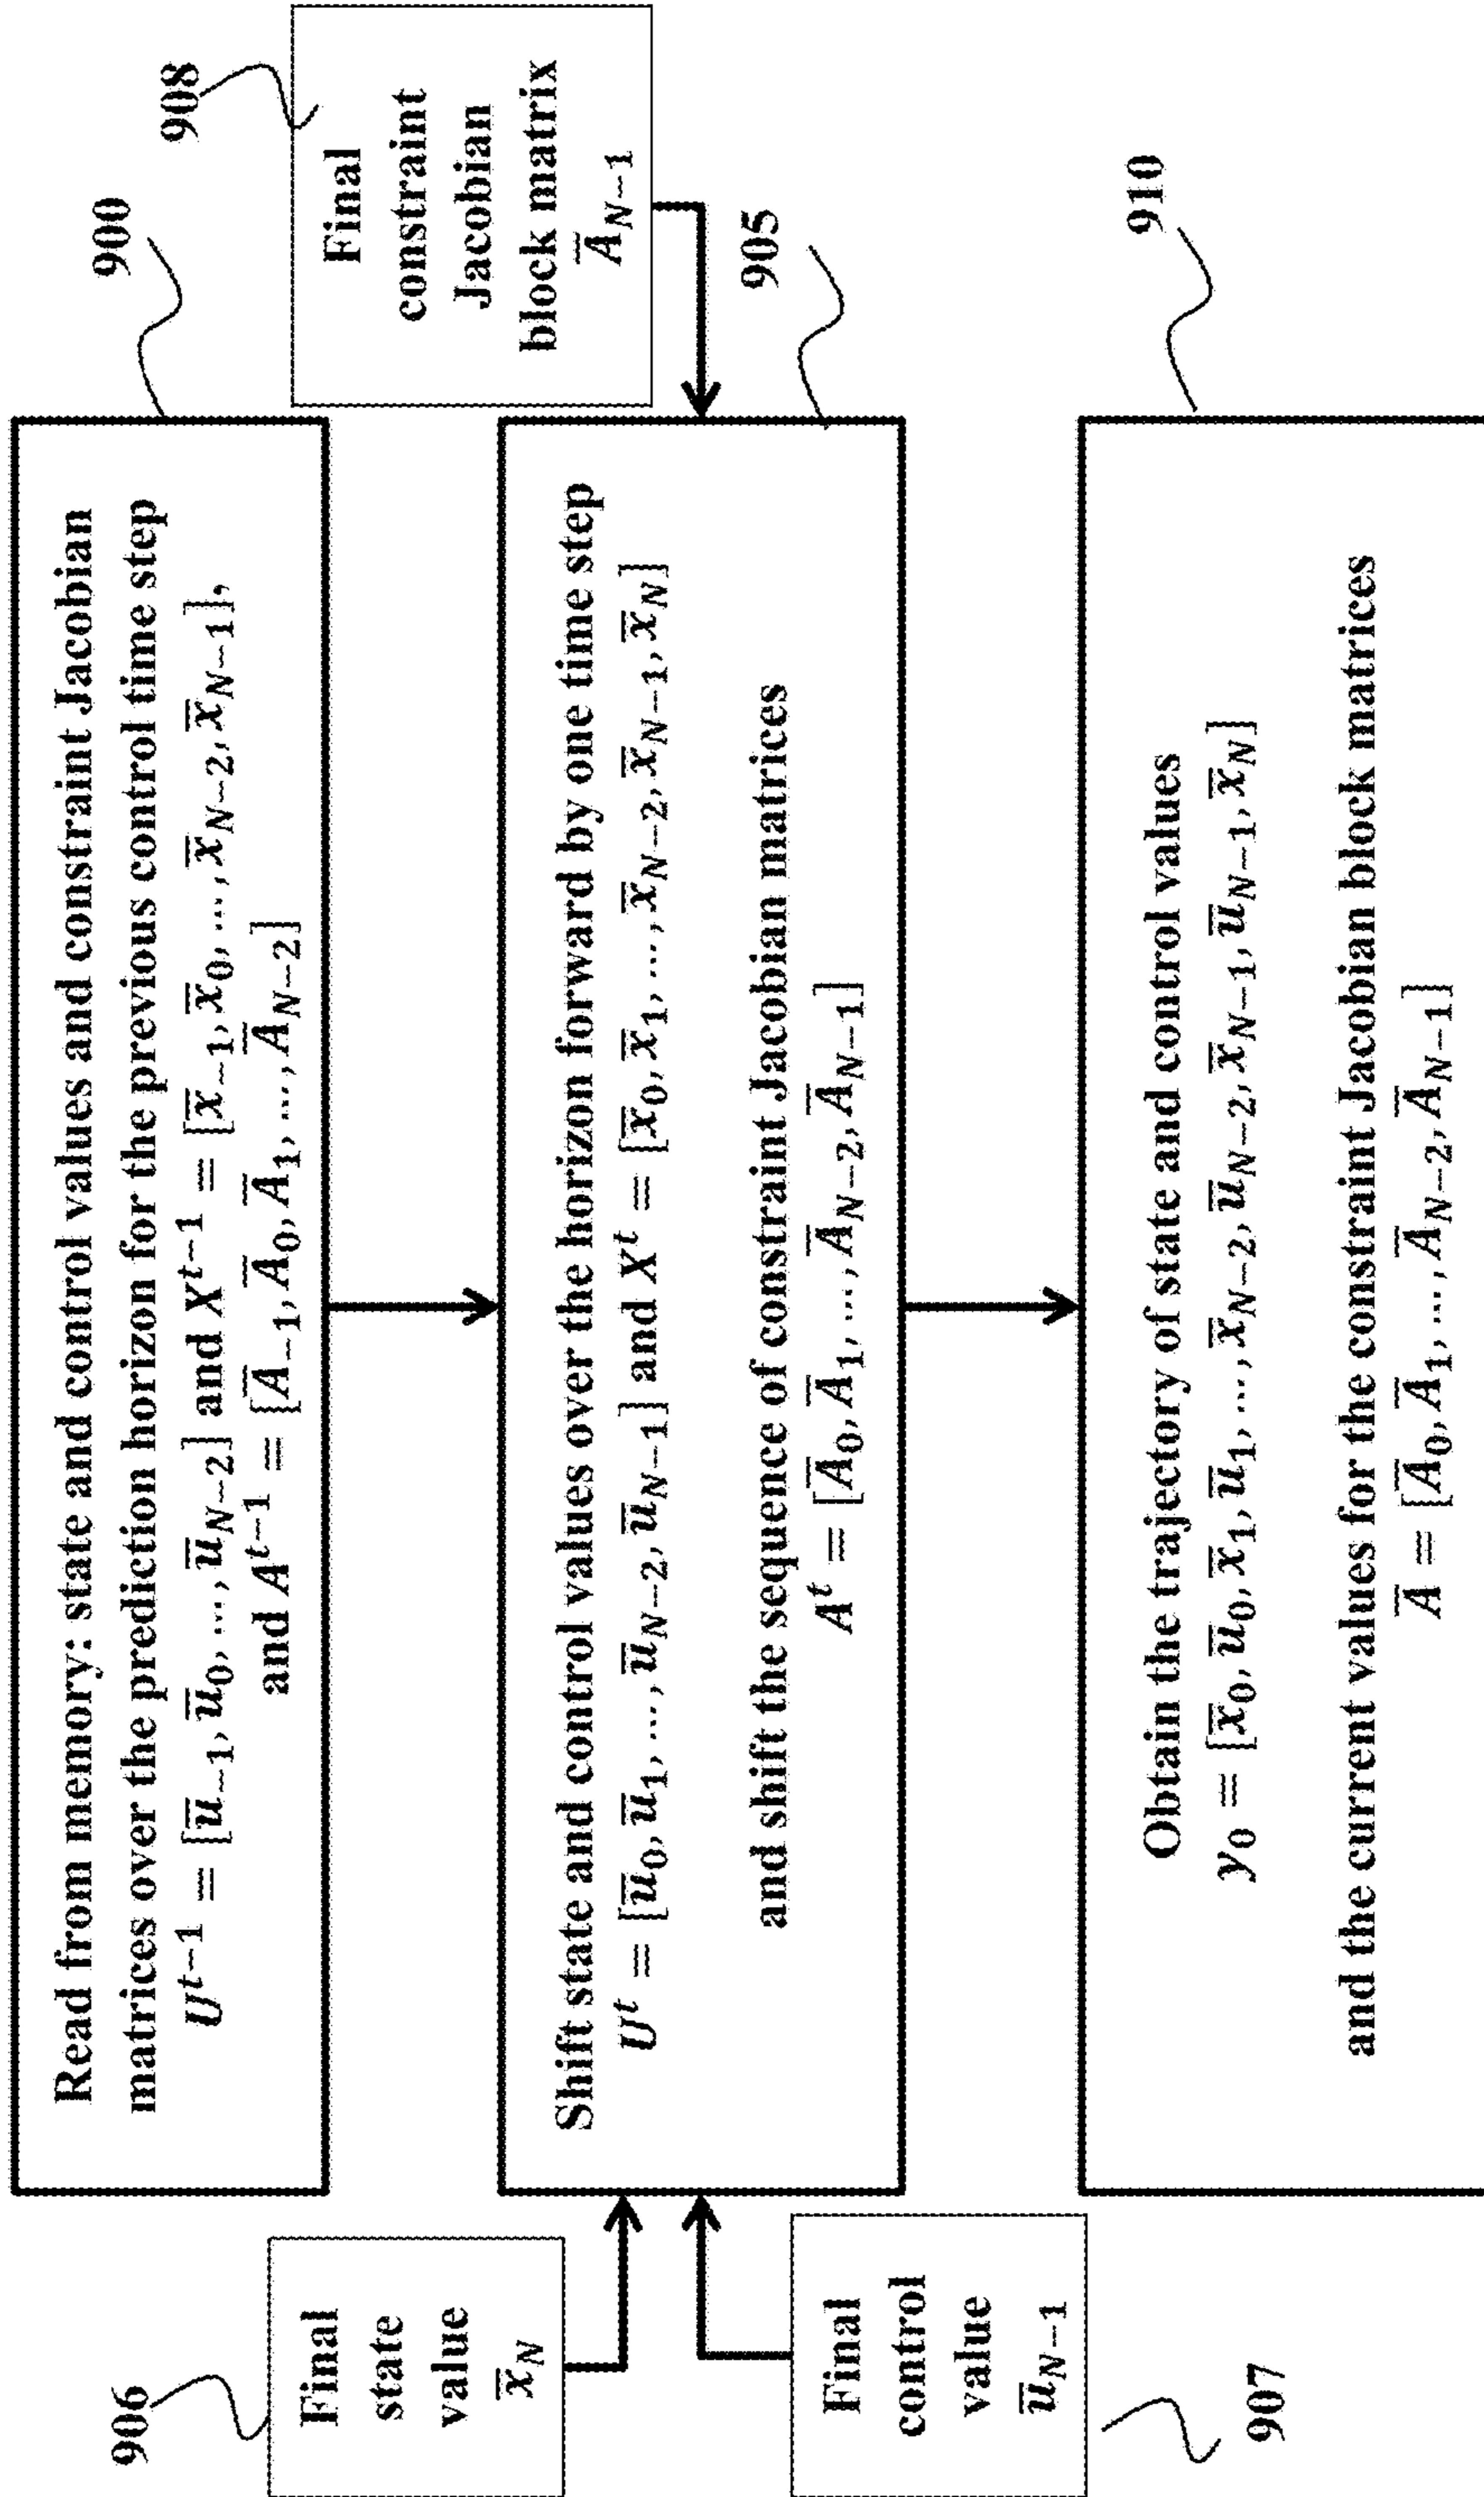 900
Read from memory: state and control values and constraint Jacobian
matrices over the prediction horizon for the previous control time step
U^{t-1} = [ū_{-1}, ū_0, ..., ū_{N-2}] and X^{t-1} = [x̄_{-1}, x̄_0, ..., x̄_{N-2}, x̄_{N-1}],
and A^{t-1} = [Ā_{-1}, Ā_0, Ā_1, ..., Ā_{N-2}]
906
Final
state
value
x̄_N
908
Final
constraint
Jacobian
block matrix
Ā_{N-1}
905
Shift state and control values over the horizon forward by one time step
U^t = [ū_0, ū_1, ..., ū_{N-2}, ū_{N-1}] and X^t = [x̄_0, x̄_1, ..., x̄_{N-2}, x̄_{N-1}, x̄_N]
and shift the sequence of constraint Jacobian matrices
A^t = [Ā_0, Ā_1, ..., Ā_{N-2}, Ā_{N-1}]
Final
control
value
ū_{N-1}
907
910
Obtain the trajectory of state and control values
y_0 = [x̄_0, ū_0, x̄_1, ū_1, ..., x̄_{N-2}, ū_{N-2}, x̄_{N-1}, ū_{N-1}, x̄_N]
and the current values for the constraint Jacobian block matrices
Ā = [Ā_0, Ā_1, ..., Ā_{N-2}, Ā_{N-1}]